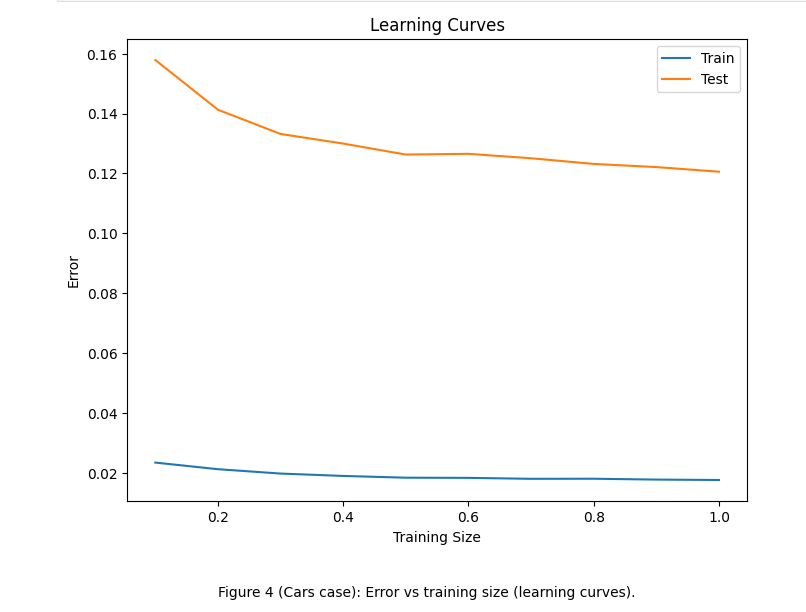 Learning Curves
Train
Test
0.16
0.14
0.12
0.10
0.08
0.06
0.04
0.02
Error
0.2 0.4 0.6 0.8 1.0
Training Size
Figure 4 (Cars case): Error vs training size (learning curves).